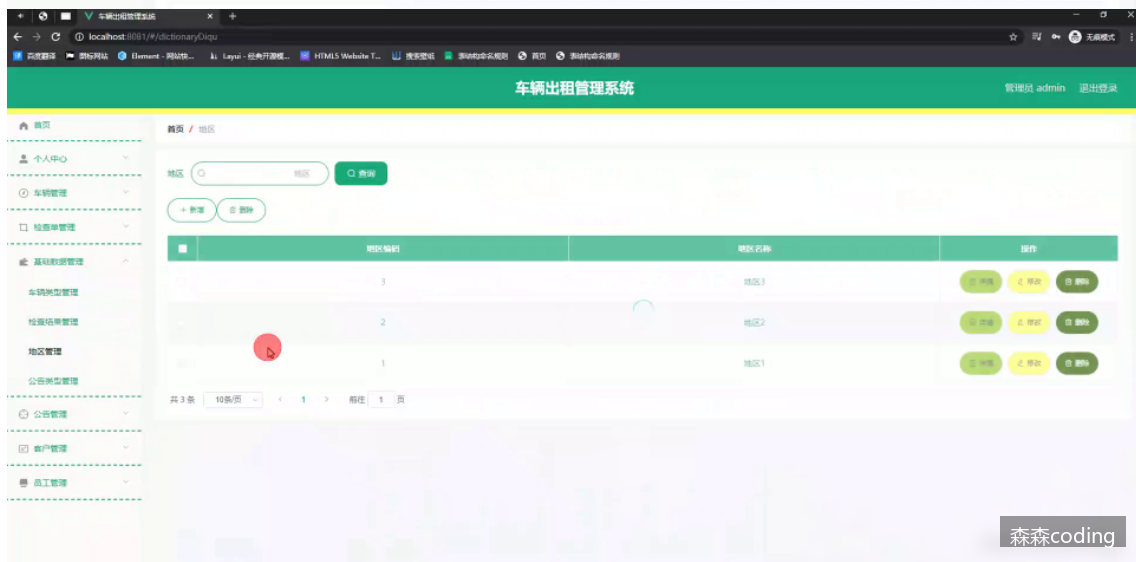 车辆出租管理系统
localhost:8081/#/dictionaryDiqu
无痕模式
百度翻译
图标网站
Element - 网站快...
Layui - 经典开源模...
HTML5 Website T...
搜索壁纸
表结构命名规则
首页
表结构命名规则
车辆出租管理系统
管理员 admin
退出登录
首页
个人中心
车辆管理
检查单管理
基础数据管理
车辆类型管理
检查结果管理
地区管理
公告类型管理
公告管理
客户管理
员工管理
首页 / 地区
地区
地区
查询
+ 新增
删除
地区编码
地区名称
操作
3
地区3
详情
修改
删除
2
地区2
详情
修改
删除
1
地区1
详情
修改
删除
共 3 条
10条/页
1
前往
1
页
森森coding